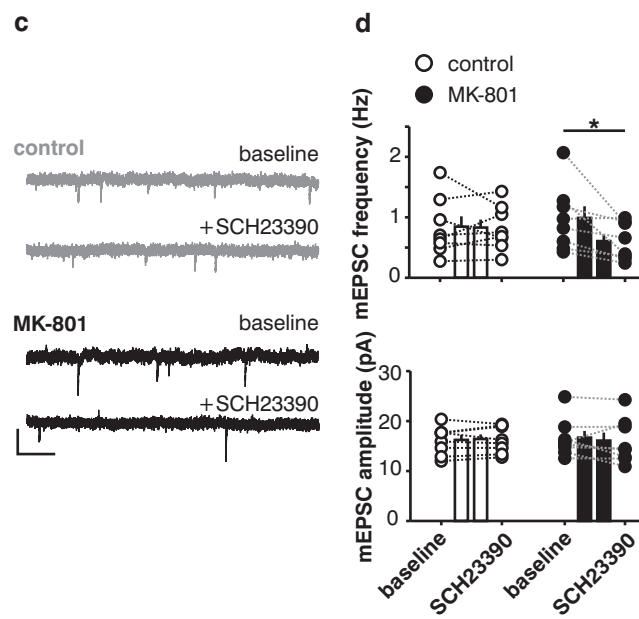 c
control
baseline
+SCH23390
MK-801
baseline
+SCH23390
d
control
MK-801
mEPSC frequency (Hz)
2
1
0
*
mEPSC amplitude (pA)
30
20
10
0
baseline
SCH23390
baseline
SCH23390